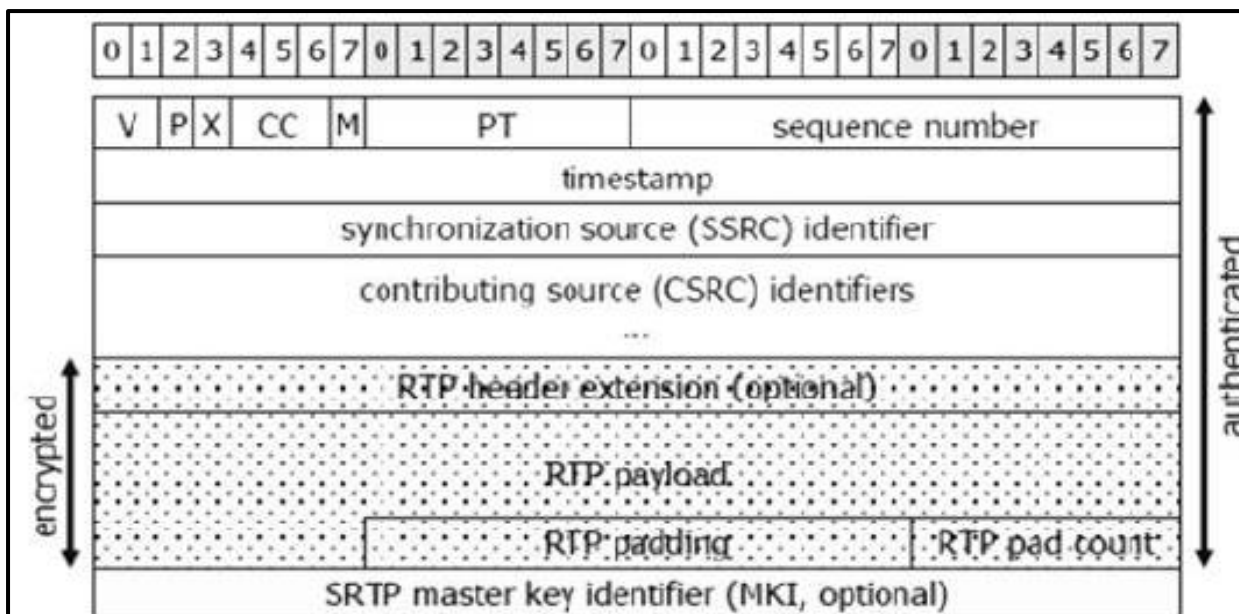 0 1 2 3 4 5 6 7 0 1 2 3 4 5 6 7 0 1 2 3 4 5 6 7 0 1 2 3 4 5 6 7
V P X CC M PT sequence number
timestamp
synchronization source (SSRC) identifier
contributing source (CSRC) identifiers
...
RTP header extension (optional)
RTP payload
RTP padding RTP pad count
SRTP master key identifier (MKI, optional)
encrypted
authenticated